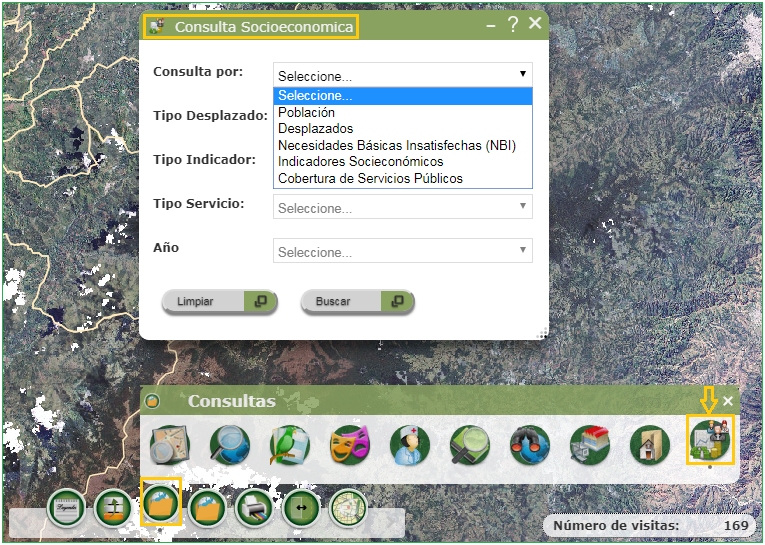 Consulta Socioeconomica
Consulta por:
Seleccione...
Seleccione...
Población
Desplazados
Necesidades Básicas Insatisfechas (NBI)
Indicadores Socioeconómicos
Cobertura de Servicios Públicos
Tipo Desplazado:
Tipo Indicador:
Tipo Servicio:
Seleccione...
Año
Seleccione...
Limpiar
Buscar
Consultas
Leyenda
Número de visitas: 169